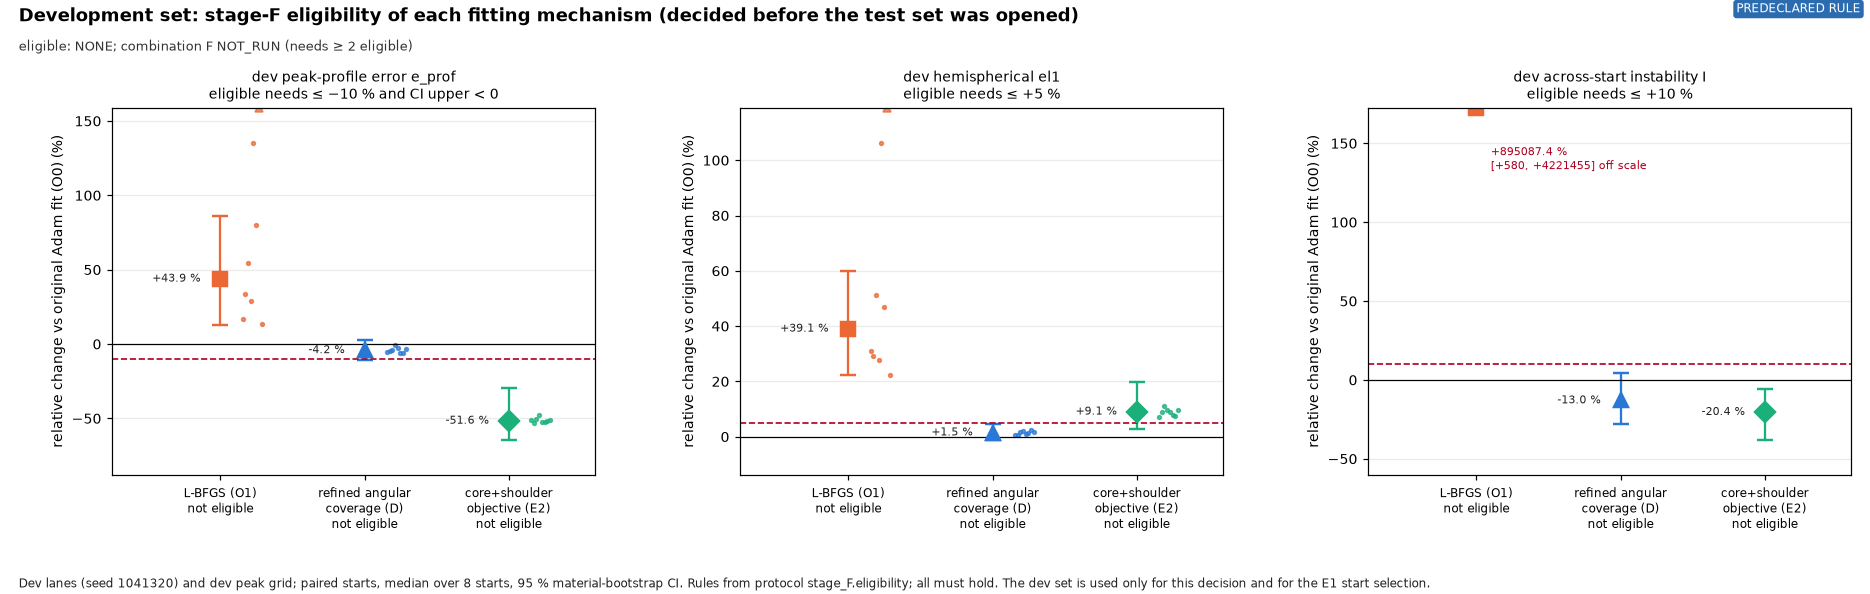 Development set: stage-F eligibility of each fitting mechanism (decided before the test set was opened)
PREDECLARED RULE
eligible: NONE; combination F NOT_RUN (needs ≥ 2 eligible)
dev peak-profile error e_prof
eligible needs ≤ −10 % and CI upper < 0
relative change vs original Adam fit (O0) (%)
150
100
50
0
−50
+43.9 %
-4.2 %
-51.6 %
L-BFGS (O1)
not eligible
refined angular
coverage (D)
not eligible
core+shoulder
objective (E2)
not eligible
dev hemispherical el1
eligible needs ≤ +5 %
relative change vs original Adam fit (O0) (%)
100
80
60
40
20
0
+39.1 %
+1.5 %
+9.1 %
L-BFGS (O1)
not eligible
refined angular
coverage (D)
not eligible
core+shoulder
objective (E2)
not eligible
dev across-start instability I
eligible needs ≤ +10 %
relative change vs original Adam fit (O0) (%)
150
100
50
0
−50
+895087.4 %
[+580, +4221455] off scale
-13.0 %
-20.4 %
L-BFGS (O1)
not eligible
refined angular
coverage (D)
not eligible
core+shoulder
objective (E2)
not eligible
Dev lanes (seed 1041320) and dev peak grid; paired starts, median over 8 starts, 95 % material-bootstrap CI. Rules from protocol stage_F.eligibility; all must hold. The dev set is used only for this decision and for the E1 start selection.